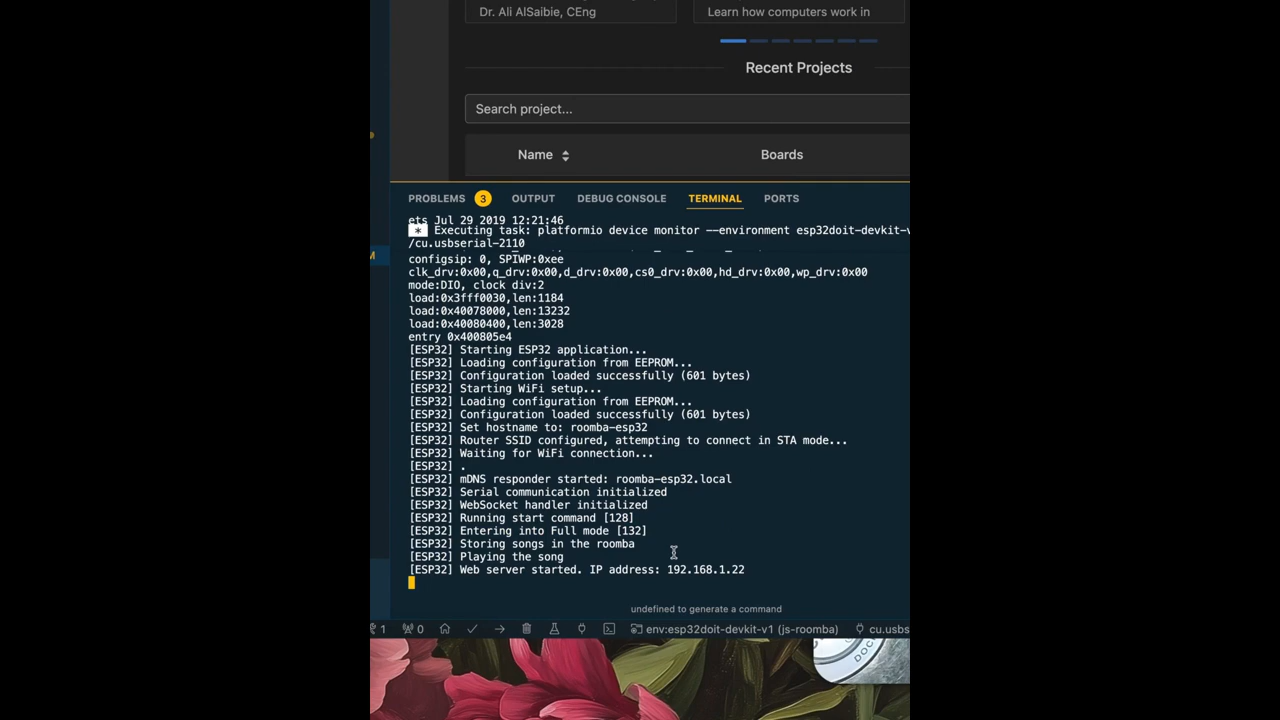 Dr. Ali AlSaibie, CEng
Learn how computers work in
Recent Projects
Search project...
Name
Boards
PROBLEMS 3 OUTPUT DEBUG CONSOLE TERMINAL PORTS
ets Jul 29 2019 12:21:46
* Executing task: platformio device monitor --environment esp32doit-devkit-v
/cu.usbserial-2110
configsip: 0, SPIWP:0xee
clk_drv:0x00,q_drv:0x00,d_drv:0x00,cs0_drv:0x00,hd_drv:0x00,wp_drv:0x00
mode:DIO, clock div:2
load:0x3fff0030,len:1184
load:0x40078000,len:13232
load:0x40080400,len:3028
entry 0x400805e4
[ESP32] Starting ESP32 application...
[ESP32] Loading configuration from EEPROM...
[ESP32] Configuration loaded successfully (601 bytes)
[ESP32] Starting WiFi setup...
[ESP32] Loading configuration from EEPROM...
[ESP32] Configuration loaded successfully (601 bytes)
[ESP32] Set hostname to: roomba-esp32
[ESP32] Router SSID configured, attempting to connect in STA mode...
[ESP32] Waiting for WiFi connection...
[ESP32] .
[ESP32] mDNS responder started: roomba-esp32.local
[ESP32] Serial communication initialized
[ESP32] WebSocket handler initialized
[ESP32] Running start command [128]
[ESP32] Entering into Full mode [132]
[ESP32] Storing songs in the roomba
[ESP32] Playing the song
[ESP32] Web server started. IP address: 192.168.1.22
undefined to generate a command
1 0 env:esp32doit-devkit-v1 (js-roomba) cu.usbs
DOC